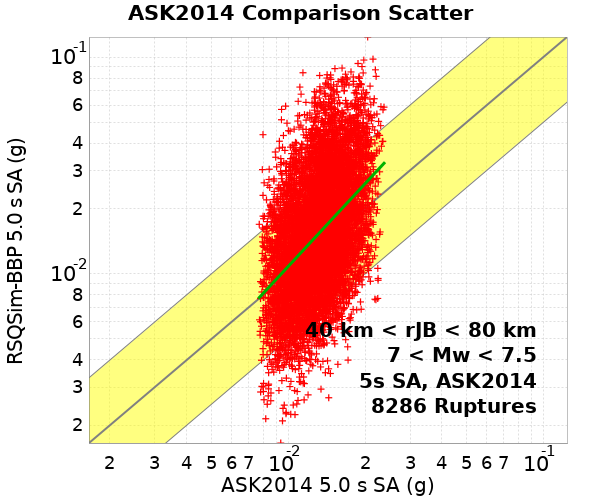 ASK2014 Comparison Scatter
RSQSim-BBP 5.0 s SA (g)
10-1
8
6
4
3
2
10-2
8
6
4
3
2
40 km < rJB < 80 km
7 < Mw < 7.5
5s SA, ASK2014
8286 Ruptures
2 3 4 5 6 7 10-2 2 3 4 5 6 7 10-1
ASK2014 5.0 s SA (g)